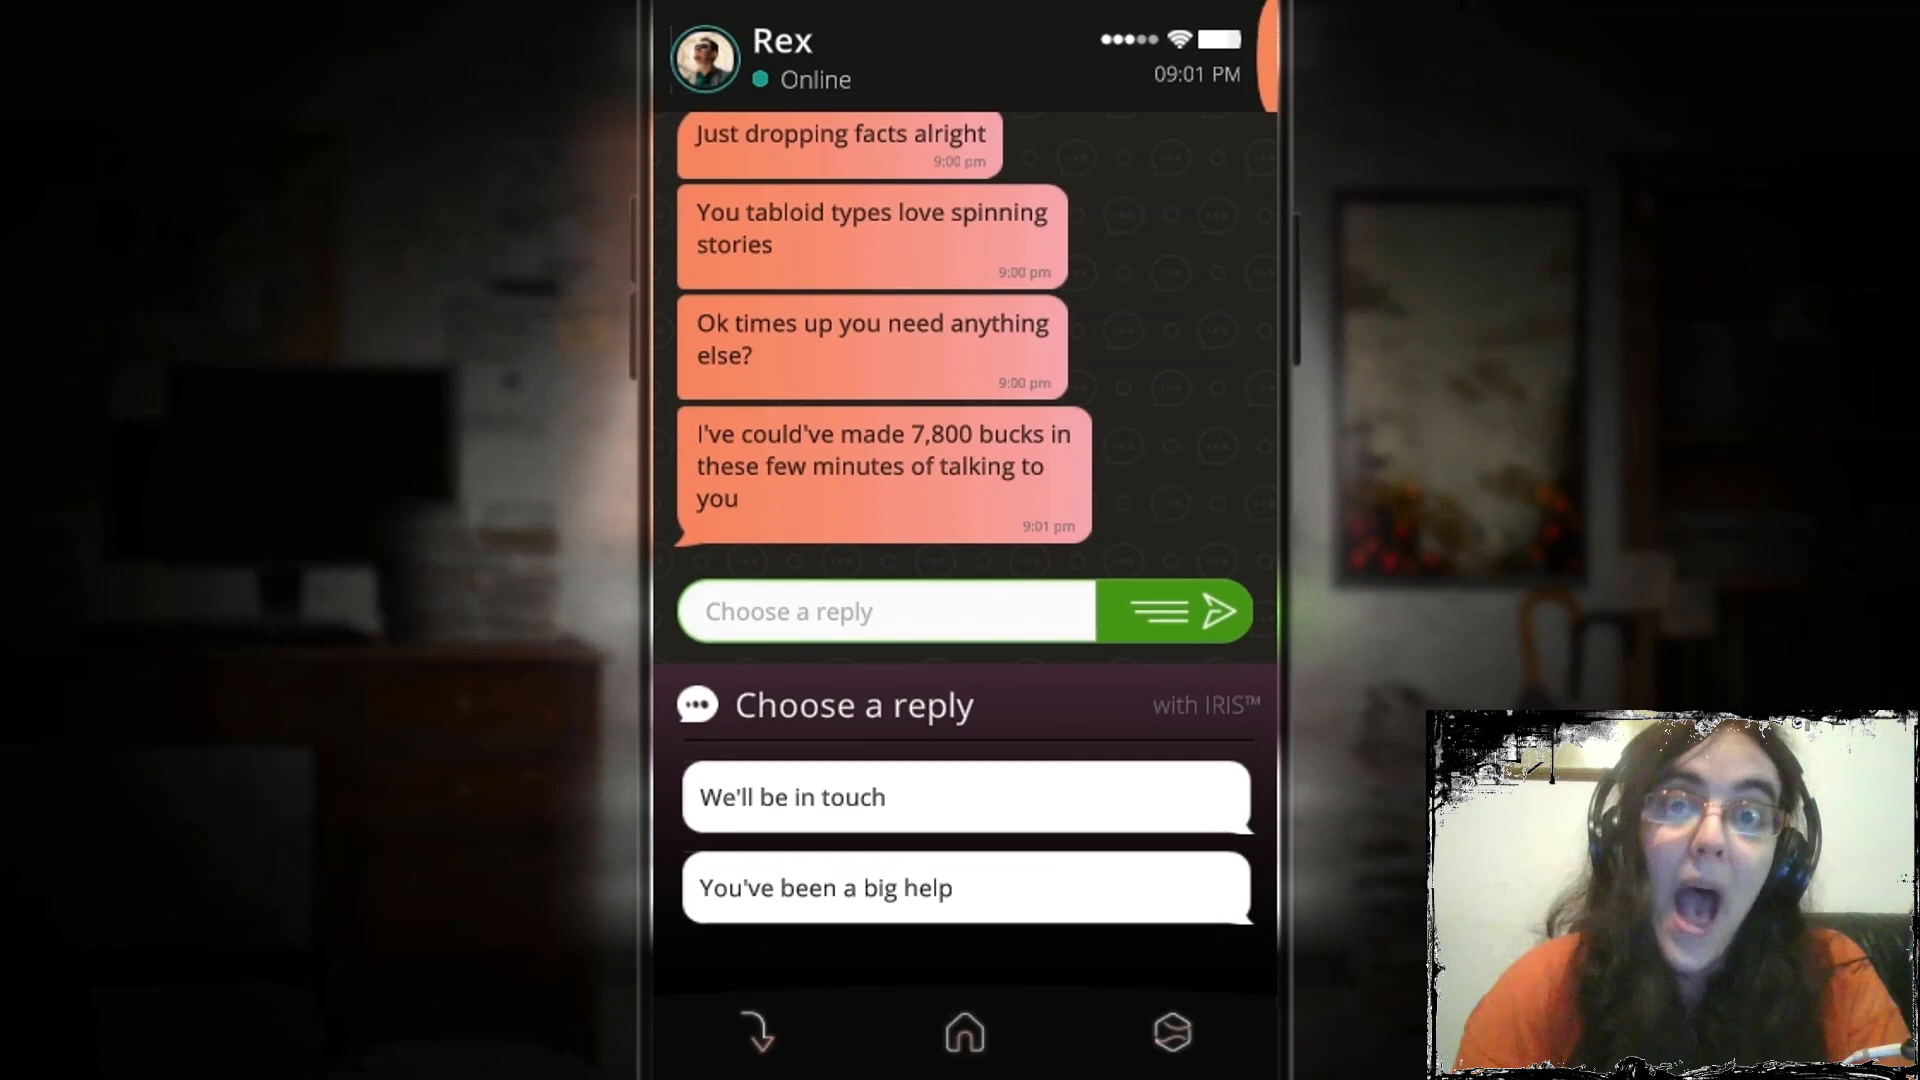 Rex
Online
09:01 PM
Just dropping facts alright
9:00 pm
You tabloid types love spinning
stories
9:00 pm
Ok times up you need anything
else?
9:00 pm
I've could've made 7,800 bucks in
these few minutes of talking to
you
9:01 pm
Choose a reply
Choose a reply
with IRIS™
We'll be in touch
You've been a big help